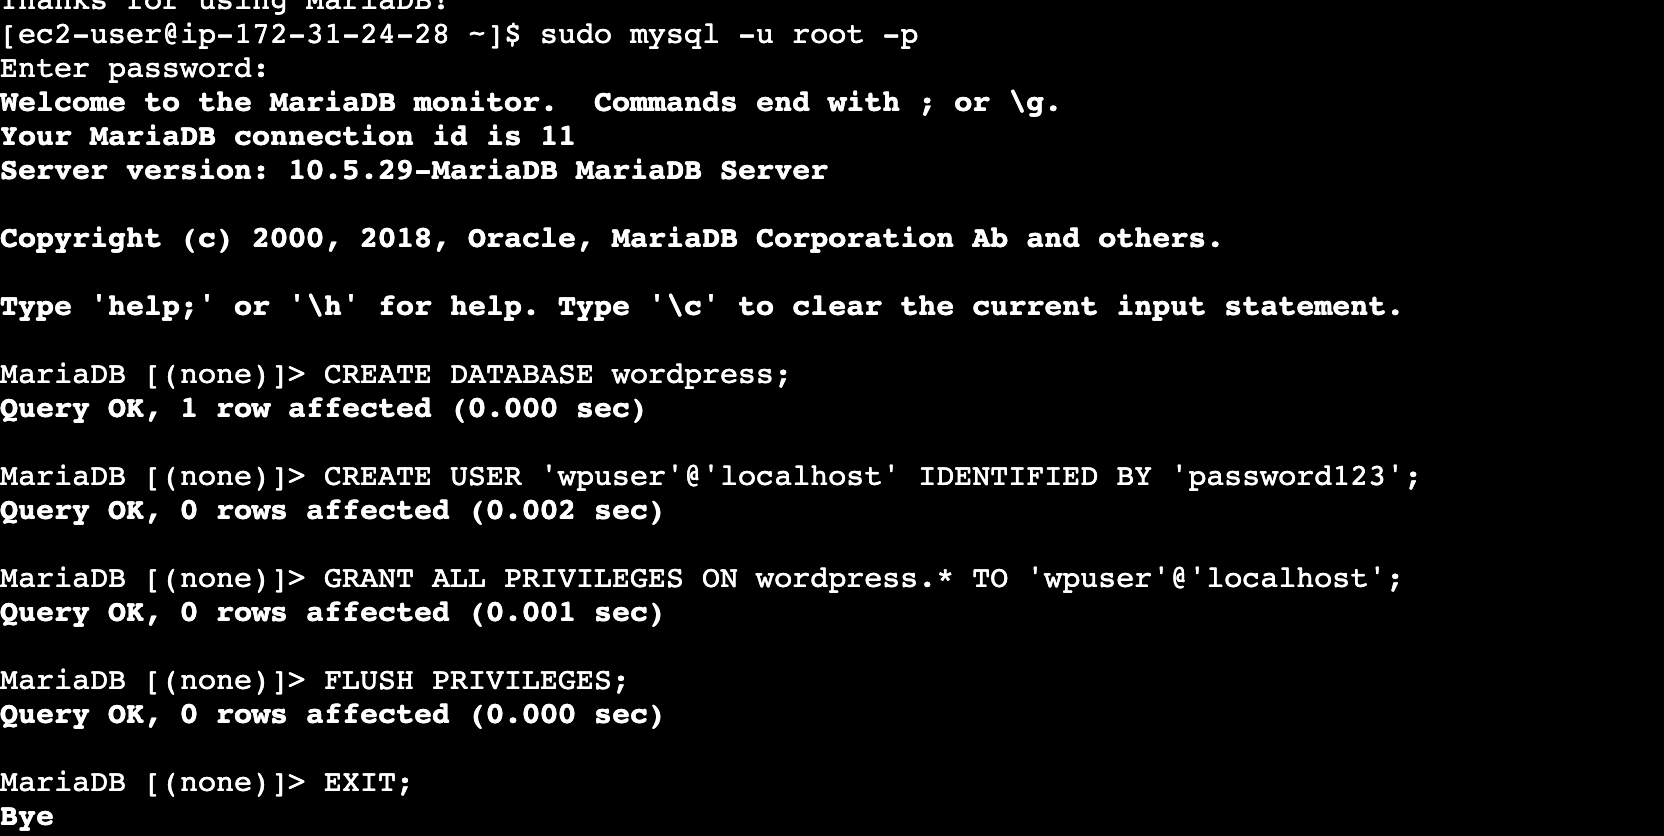 Thanks for using MariaDB!
[ec2-user@ip-172-31-24-28 ~]$ sudo mysql -u root -p
Enter password:
Welcome to the MariaDB monitor.  Commands end with ; or \g.
Your MariaDB connection id is 11
Server version: 10.5.29-MariaDB MariaDB Server
Copyright (c) 2000, 2018, Oracle, MariaDB Corporation Ab and others.
Type 'help;' or '\h' for help. Type '\c' to clear the current input statement.
MariaDB [(none)]> CREATE DATABASE wordpress;
Query OK, 1 row affected (0.000 sec)
MariaDB [(none)]> CREATE USER 'wpuser'@'localhost' IDENTIFIED BY 'password123';
Query OK, 0 rows affected (0.002 sec)
MariaDB [(none)]> GRANT ALL PRIVILEGES ON wordpress.* TO 'wpuser'@'localhost';
Query OK, 0 rows affected (0.001 sec)
MariaDB [(none)]> FLUSH PRIVILEGES;
Query OK, 0 rows affected (0.000 sec)
MariaDB [(none)]> EXIT;
Bye